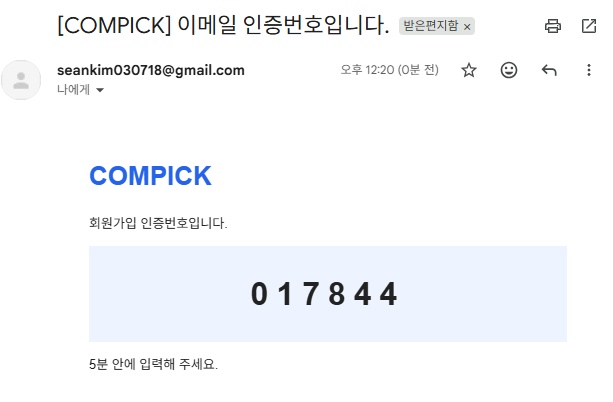 [COMPICK] 이메일 인증번호입니다. 받은편지함 ×
seankim030718@gmail.com 오후 12:20 (0분 전)
나에게
COMPICK
회원가입 인증번호입니다.
0 1 7 8 4 4
5분 안에 입력해 주세요.